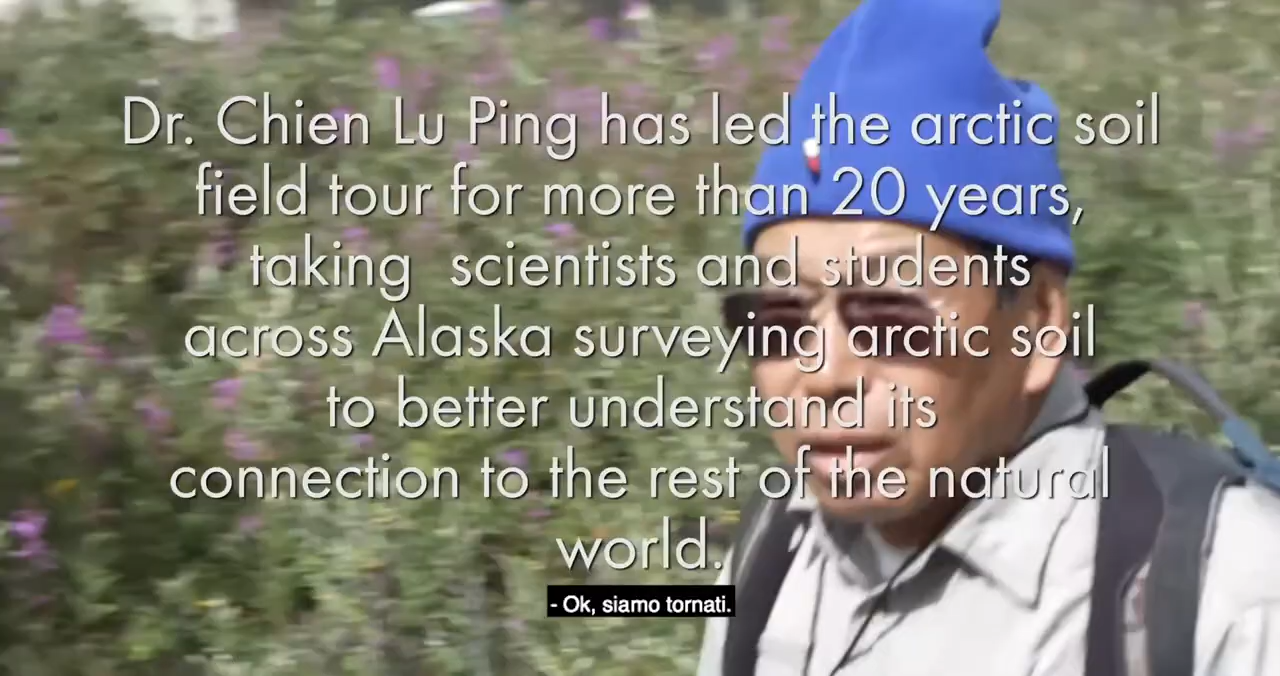 Dr. Chien Lu Ping has led the arctic soil
field tour for more than 20 years,
taking  scientists and students
across Alaska surveying arctic soil
to better understand its
connection to the rest of the natural
world.
- Ok, siamo tornati.